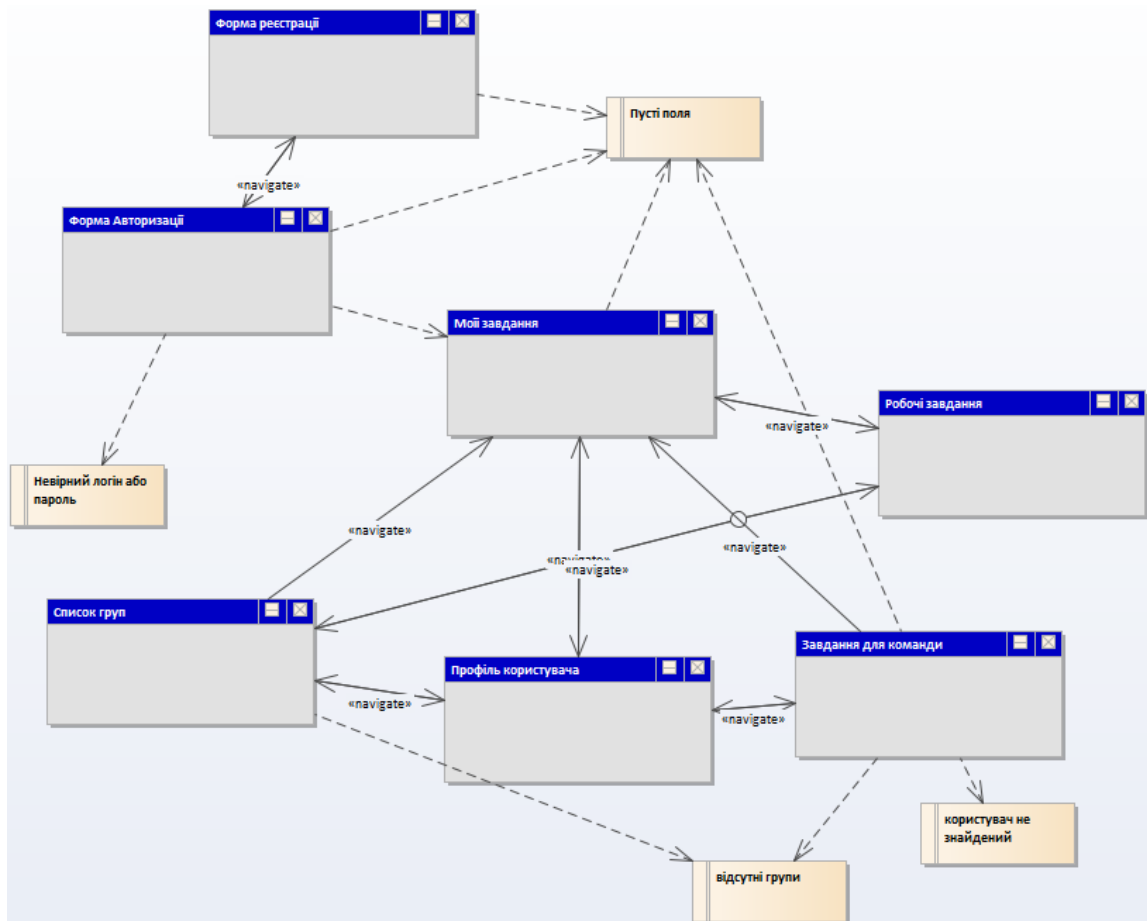 Форма реєстрації
Пусті поля
«navigate»
Форма Авторизації
Мої завдання
Робочі завдання
«navigate»
Невірний логін або
пароль
«navigate»
«navigate»
«navigate»
«navigate»
Список груп
Завдання для команди
Профіль користувача
«navigate»
«navigate»
користувач не
знайдений
відсутні групи